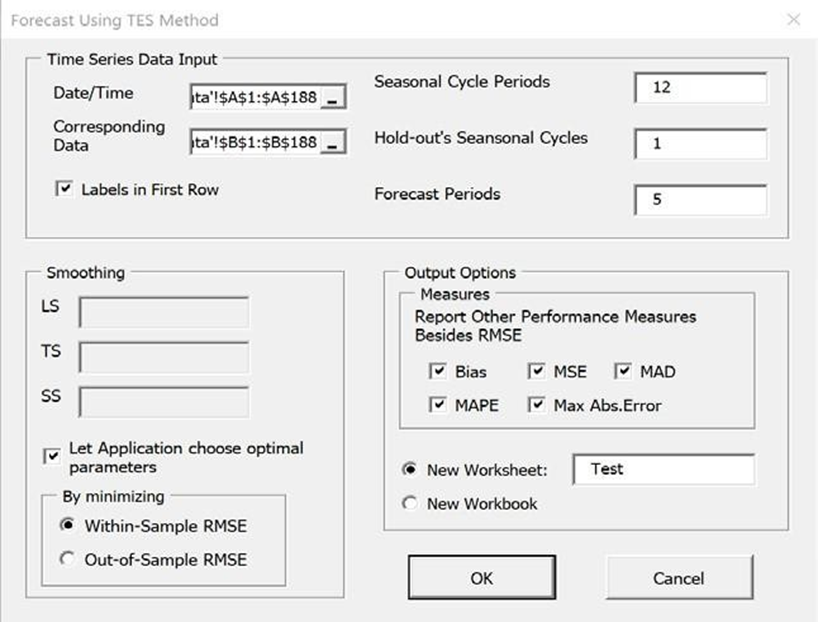 Forecast Using TES Method
Time Series Data Input
Date/Time
ıta'!$A$1:$A$188
Corresponding
Data
ıta'!$B$1:$B$188
Labels in First Row
Seasonal Cycle Periods
12
Hold-out's Seansonal Cycles
1
Forecast Periods
5
Smoothing
LS
TS
SS
Let Application choose optimal
parameters
By minimizing
Within-Sample RMSE
Out-of-Sample RMSE
Output Options
Measures
Report Other Performance Measures
Besides RMSE
Bias
MSE
MAD
MAPE
Max Abs.Error
New Worksheet:
Test
New Workbook
OK
Cancel